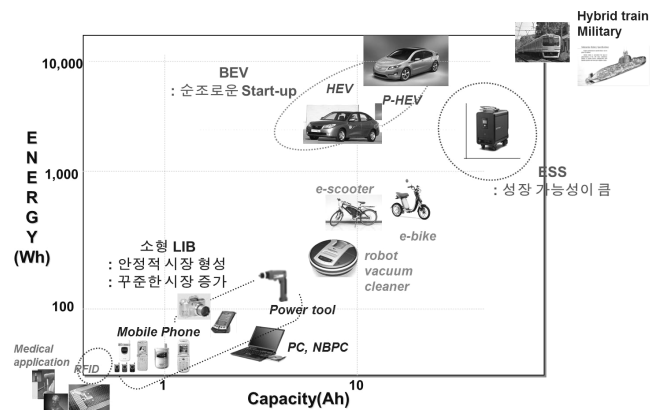 Hybrid train
Military
10,000
BEV
: 순조로운 Start-up
HEV
P-HEV
ENERGY
(Wh)
1,000
ESS
: 성장 가능성이 큼
e-scooter
e-bike
소형 LIB
: 안정적 시장 형성
: 꾸준한 시장 증가
robot
vacuum
cleaner
100
Power tool
Mobile Phone
PC, NBPC
Medical
application
RFID
1
10
Capacity(Ah)